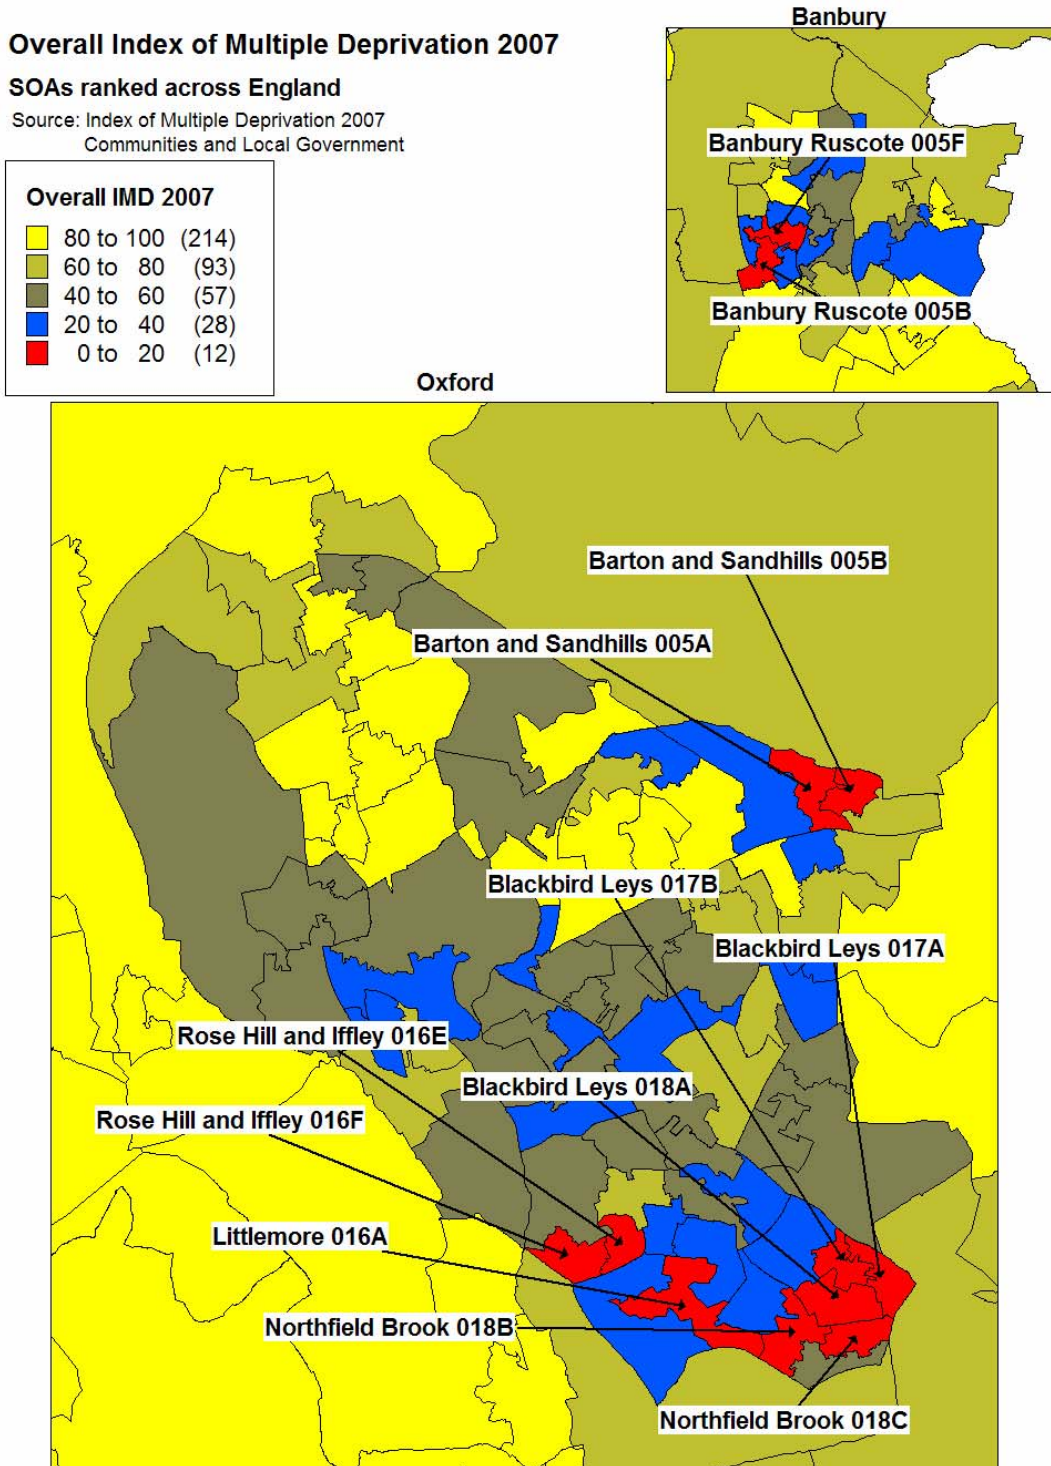 Banbury
Overall Index of Multiple Deprivation 2007
SOAs ranked across England
Source: Index of Multiple Deprivation 2007
Communities and Local Government
Overall IMD 2007
80 to 100 (214)
60 to 80 (93)
40 to 60 (57)
20 to 40 (28)
0 to 20 (12)
Banbury Ruscote 005F
Banbury Ruscote 005B
Oxford
Barton and Sandhills 005B
Barton and Sandhills 005A
Blackbird Leys 017B
Blackbird Leys 017A
Rose Hill and Iffley 016E
Blackbird Leys 018A
Rose Hill and Iffley 016F
Littlemore 016A
Northfield Brook 018B
Northfield Brook 018C